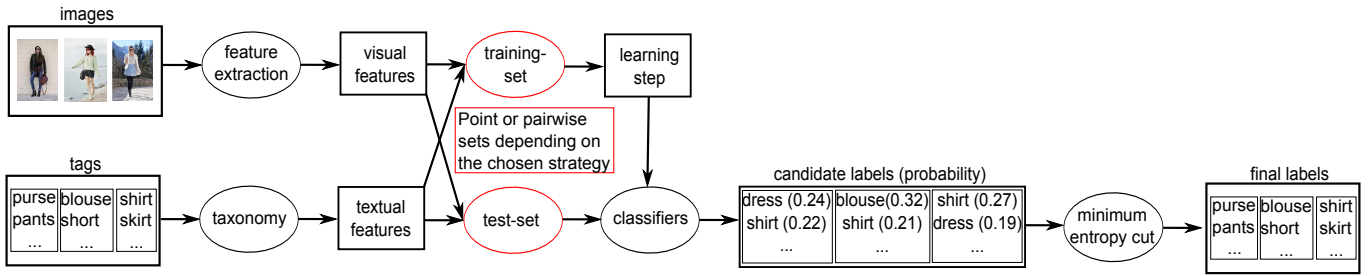 images
feature
extraction
visual
features
training-
set
learning
step
Point or pairwise
sets depending on
the chosen strategy
tags
purse
pants
...
blouse
short
...
shirt
skirt
...
taxonomy
textual
features
test-set
classifiers
candidate labels (probability)
dress (0.24)
shirt (0.22)
...
blouse(0.32)
shirt (0.21)
...
shirt (0.27)
dress (0.19)
...
minimum
entropy cut
final labels
purse
pants
...
blouse
short
...
shirt
skirt
...